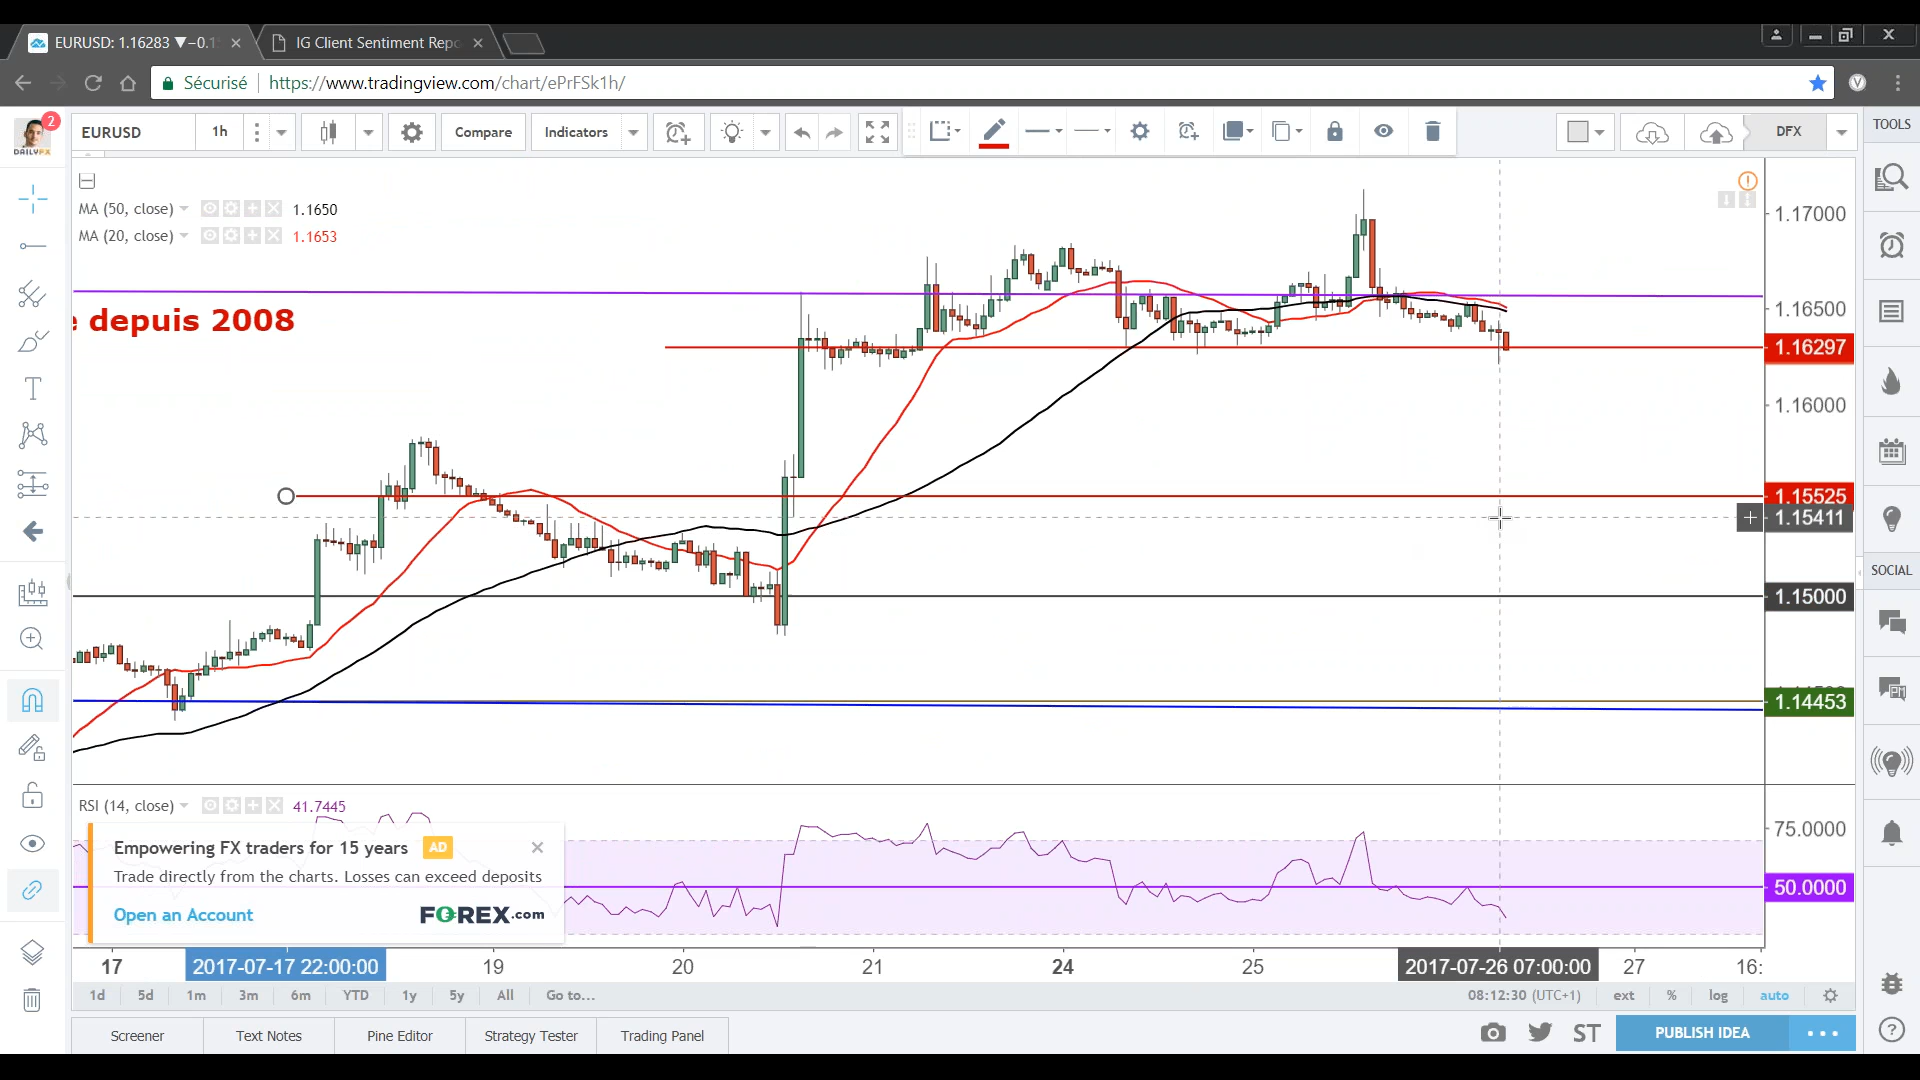 EURUSD: 1.16283 ▼−0.1
IG Client Sentiment Repo
Sécurisé https://www.tradingview.com/chart/ePrFSk1h/
V
2
DAILYFX
EURUSD 1h Compare Indicators DFX
TOOLS
MA (50, close) 1.1650
MA (20, close) 1.1653
e depuis 2008
1.17000
1.16500
1.16297
1.16000
1.15525
1.15411
1.15000
1.14453
SOCIAL
RSI (14, close) 41.7445
75.0000
50.0000
Empowering FX traders for 15 years AD
Trade directly from the charts. Losses can exceed deposits
Open an Account FOREX.com
17 2017-07-17 22:00:00 19 20 21 24 25 2017-07-26 07:00:00 27 16:
1d 5d 1m 3m 6m YTD 1y 5y All Go to... 08:12:30 (UTC+1) ext % log auto
Screener Text Notes Pine Editor Strategy Tester Trading Panel ST PUBLISH IDEA